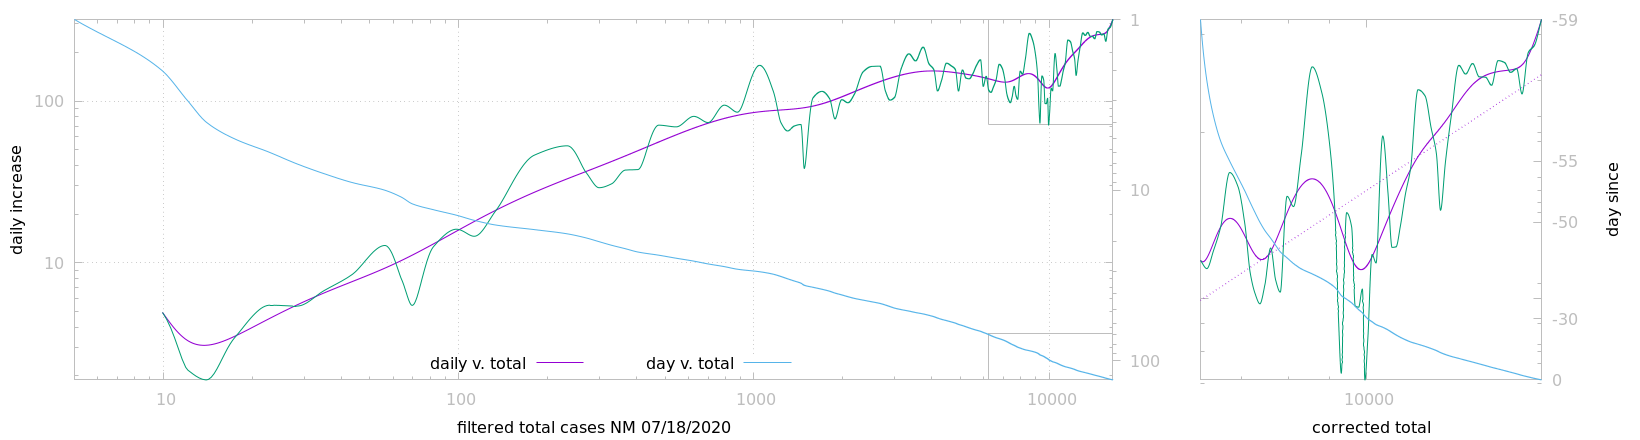 daily increase
100
10
daily v. total
day v. total
10
100
1000
10000
1
10
100
filtered total cases NM 07/18/2020
-59
-55
-50
-30
0
day since
10000
corrected total